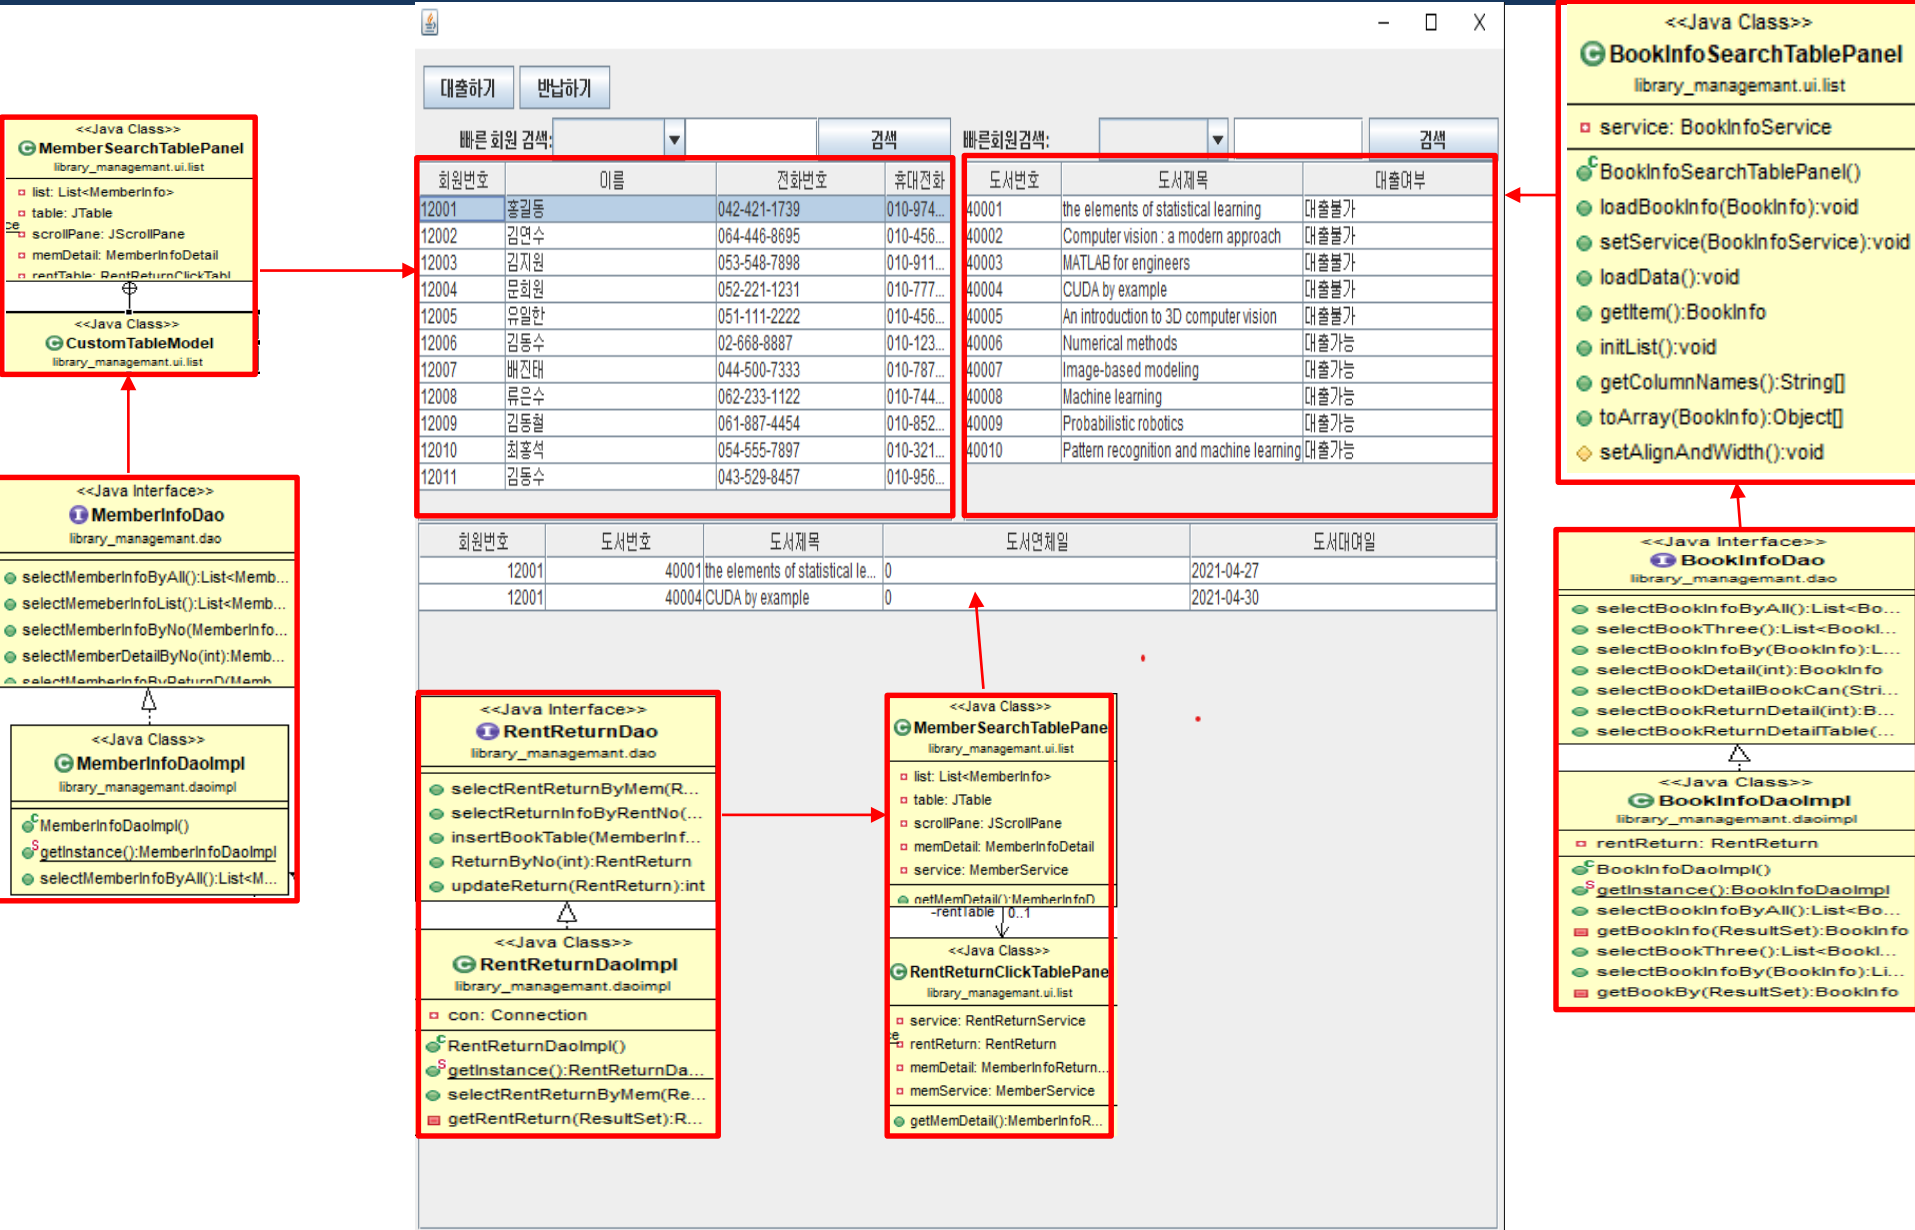 대출하기 반납하기
빠른 회원 검색: 검색 빠른회원검색: 검색
회원번호 이름 전화번호 휴대전화
12001 홍길동 042-421-1739 010-974...
12002 김연수 064-446-8695 010-456...
12003 김지원 053-548-7898 010-911...
12004 문희원 052-221-1231 010-777...
12005 유일한 051-111-2222 010-456...
12006 김동수 02-668-8887 010-123...
12007 배진태 044-500-7333 010-787...
12008 류은수 062-233-1122 010-744...
12009 김동철 061-887-4454 010-852...
12010 최홍석 054-555-7897 010-321...
12011 김동수 043-529-8457 010-956...
도서번호 도서제목 대출여부
40001 the elements of statistical learning 대출불가
40002 Computer vision : a modern approach 대출불가
40003 MATLAB for engineers 대출불가
40004 CUDA by example 대출불가
40005 An introduction to 3D computer vision 대출불가
40006 Numerical methods 대출가능
40007 Image-based modeling 대출가능
40008 Machine learning 대출가능
40009 Probabilistic robotics 대출가능
40010 Pattern recognition and machine learning 대출가능
회원번호 도서번호 도서제목 도서연체일 도서대여일
12001 40001 the elements of statistical le... 0 2021-04-27
12001 40004 CUDA by example 0 2021-04-30
<<Java Class>>
MemberSearchTablePanel
library_managemant.ui.list
list: List<MemberInfo>
table: JTable
scrollPane: JScrollPane
memDetail: MemberInfoDetail
rentTable: RentReturnClickTabl
<<Java Class>>
CustomTableModel
library_managemant.ui.list
<<Java Interface>>
MemberInfoDao
library_managemant.dao
selectMemberInfoByAll():List<Memb...
selectMemeberInfoList():List<Memb...
selectMemberInfoByNo(MemberInfo...
selectMemberDetailByNo(int):Memb...
selectMemberInfoByReturnD(Memb
<<Java Class>>
MemberInfoDaoImpl
library_managemant.daoimpl
MemberInfoDaoImpl()
getInstance():MemberInfoDaoImpl
selectMemberInfoByAll():List<M...
<<Java Interface>>
RentReturnDao
library_managemant.dao
selectRentReturnByMem(R...
selectReturnInfoByRentNo(...
insertBookTable(MemberInf...
ReturnByNo(int):RentReturn
updateReturn(RentReturn):int
<<Java Class>>
RentReturnDaoImpl
library_managemant.daoimpl
con: Connection
RentReturnDaoImpl()
getInstance():RentReturnDa...
selectRentReturnByMem(Re...
getRentReturn(ResultSet):R...
<<Java Class>>
MemberSearchTablePane
library_managemant.ui.list
list: List<MemberInfo>
table: JTable
scrollPane: JScrollPane
memDetail: MemberInfoDetail
service: MemberService
getMemDetail():MemberInfoD
-rentTable 0..1
<<Java Class>>
RentReturnClickTablePane
library_managemant.ui.list
service: RentReturnService
rentReturn: RentReturn
memDetail: MemberInfoReturn...
memService: MemberService
getMemDetail():MemberInfoR...
<<Java Class>>
BookInfoSearchTablePanel
library_managemant.ui.list
service: BookInfoService
BookInfoSearchTablePanel()
loadBookInfo(BookInfo):void
setService(BookInfoService):void
loadData():void
getItem():BookInfo
initList():void
getColumnNames():String[]
toArray(BookInfo):Object[]
setAlignAndWidth():void
<<Java Interface>>
BookInfoDao
library_managemant.dao
selectBookInfoByAll():List<Bo...
selectBookThree():List<BookI...
selectBookInfoBy(BookInfo):L...
selectBookDetail(int):BookInfo
selectBookDetailBookCan(Stri...
selectBookReturnDetail(int):B...
selectBookReturnDetailTable(...
<<Java Class>>
BookInfoDaoImpl
library_managemant.daoimpl
rentReturn: RentReturn
BookInfoDaoImpl()
getInstance():BookInfoDaoImpl
selectBookInfoByAll():List<Bo...
getBookInfo(ResultSet):BookInfo
selectBookThree():List<BookI...
selectBookInfoBy(BookInfo):Li...
getBookBy(ResultSet):BookInfo